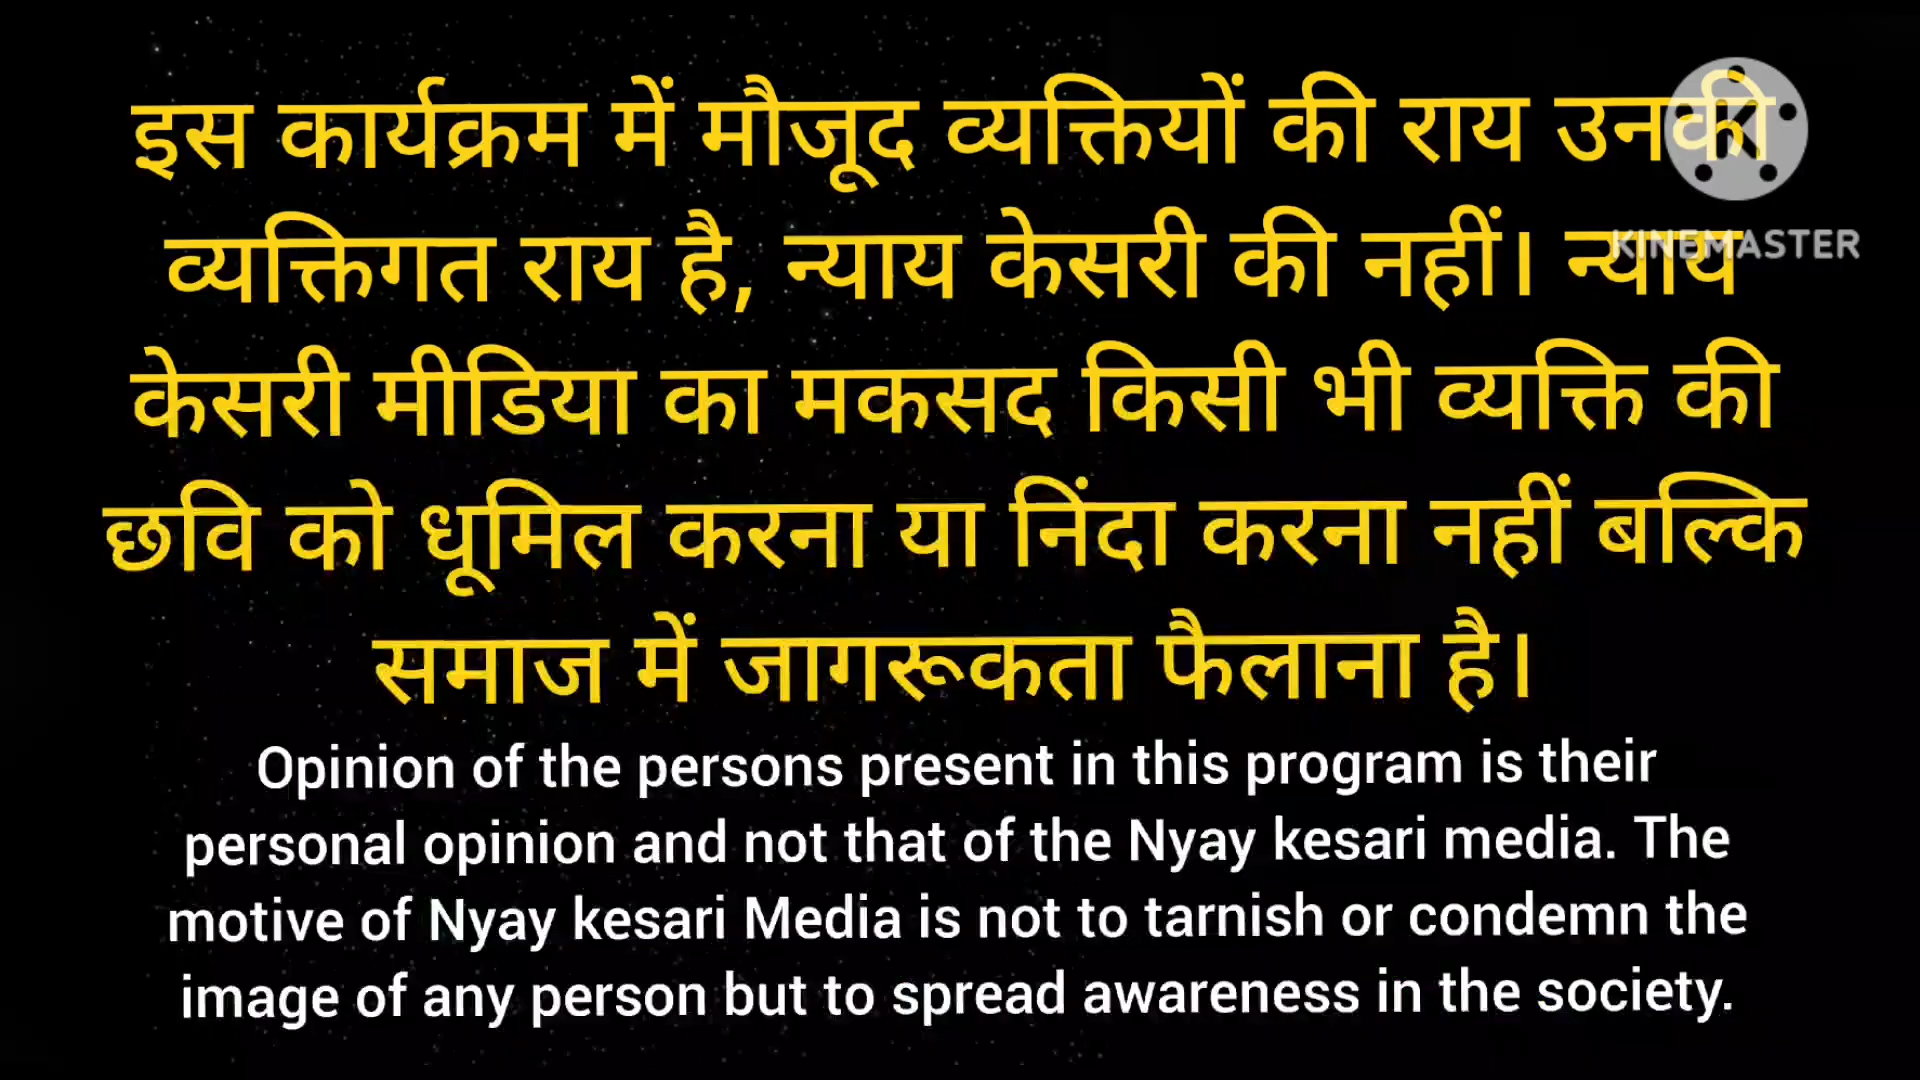 इस कार्यक्रम में मौजूद व्यक्तियों की राय उनकी
व्यक्तिगत राय है, न्याय केसरी की नहीं। न्याय
केसरी मीडिया का मकसद किसी भी व्यक्ति की
छवि को धूमिल करना या निंदा करना नहीं बल्कि
समाज में जागरूकता फैलाना है।
Opinion of the persons present in this program is their
personal opinion and not that of the Nyay kesari media. The
motive of Nyay kesari Media is not to tarnish or condemn the
image of any person but to spread awareness in the society.
K
KINEMASTER